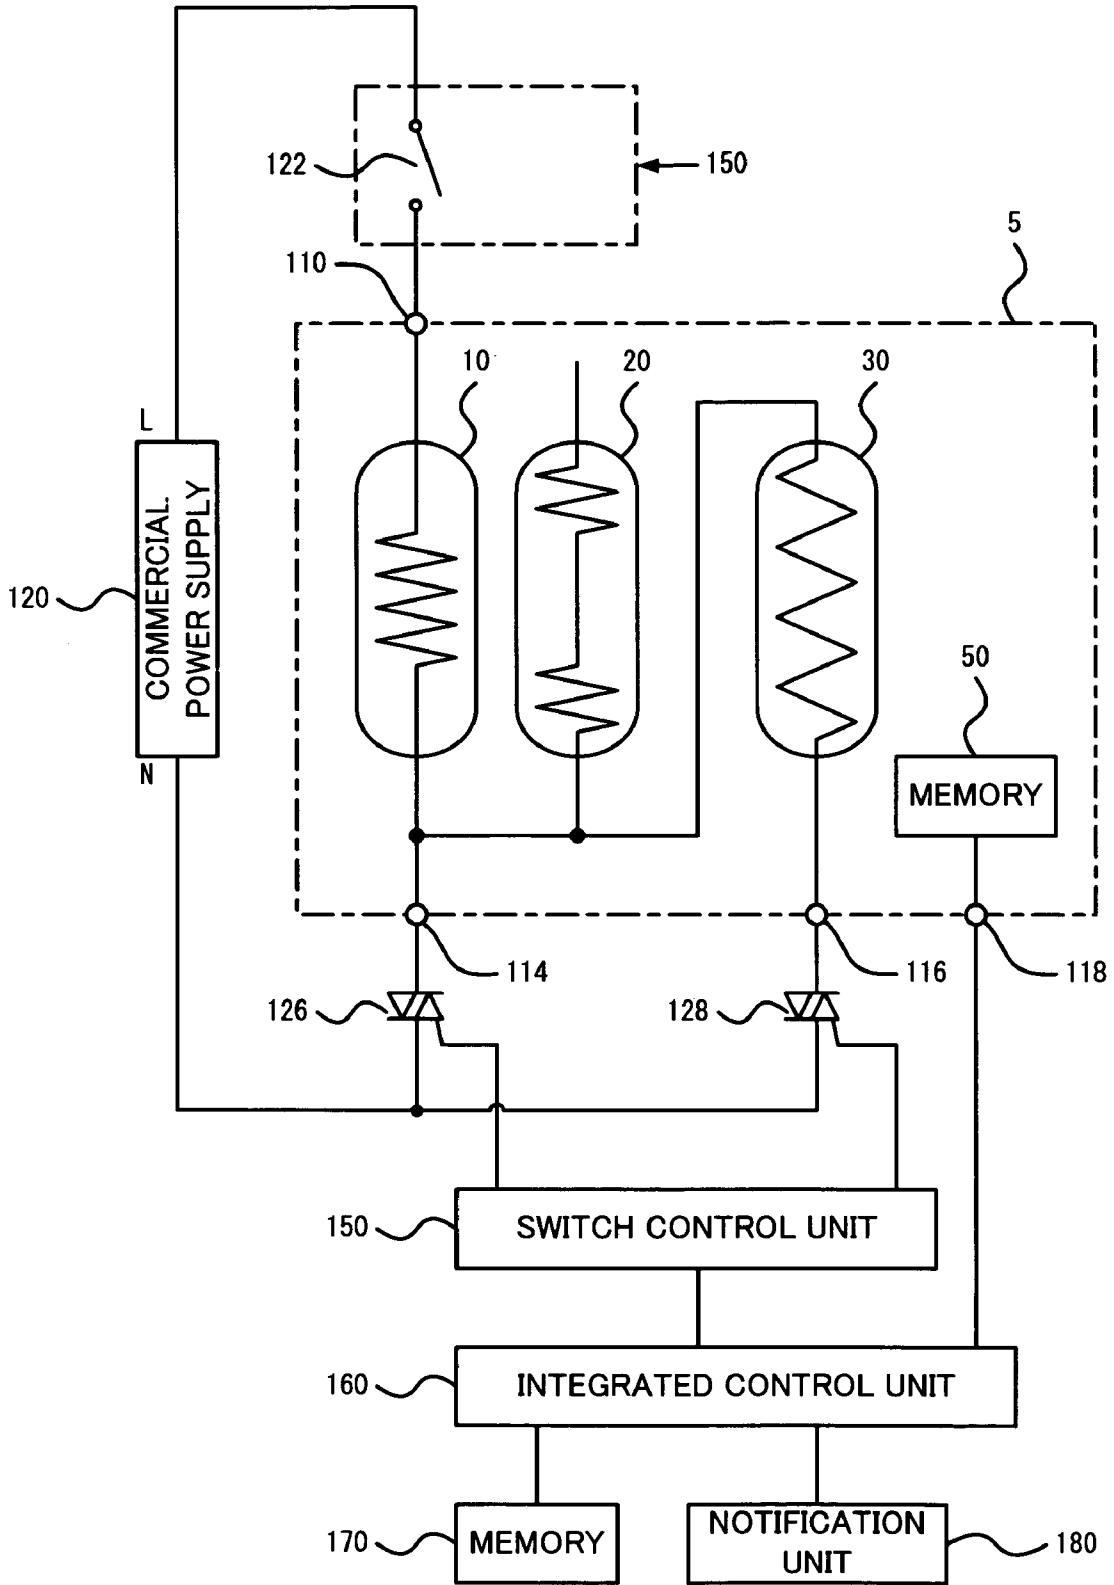 122
150
5
110
10
20
30
L
COMMERCIAL
POWER SUPPLY
120
N
50
MEMORY
114
116
118
126
128
150
SWITCH CONTROL UNIT
160
INTEGRATED CONTROL UNIT
170
MEMORY
NOTIFICATION
UNIT
180